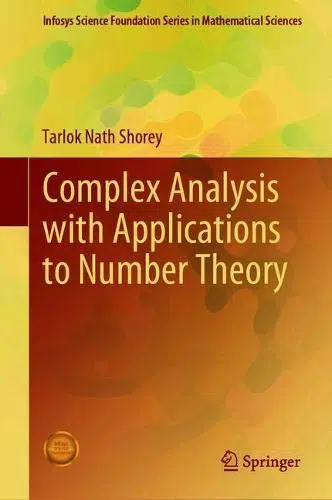 Infosys Science Foundation Series in Mathematical Sciences
Tarlok Nath Shorey
Complex Analysis
with Applications
to Number Theory
Springer